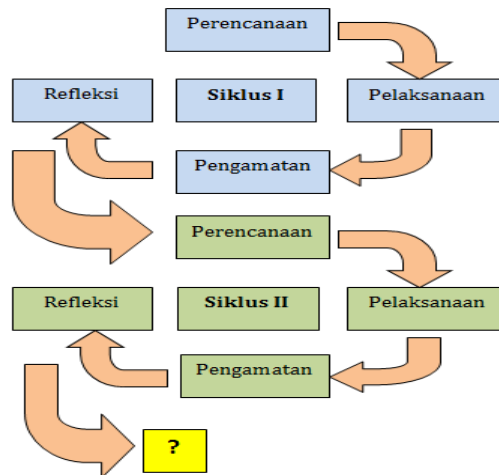 Perencanaan
Refleksi
Siklus I
Pelaksanaan
Pengamatan
Perencanaan
Refleksi
Siklus II
Pelaksanaan
Pengamatan
?